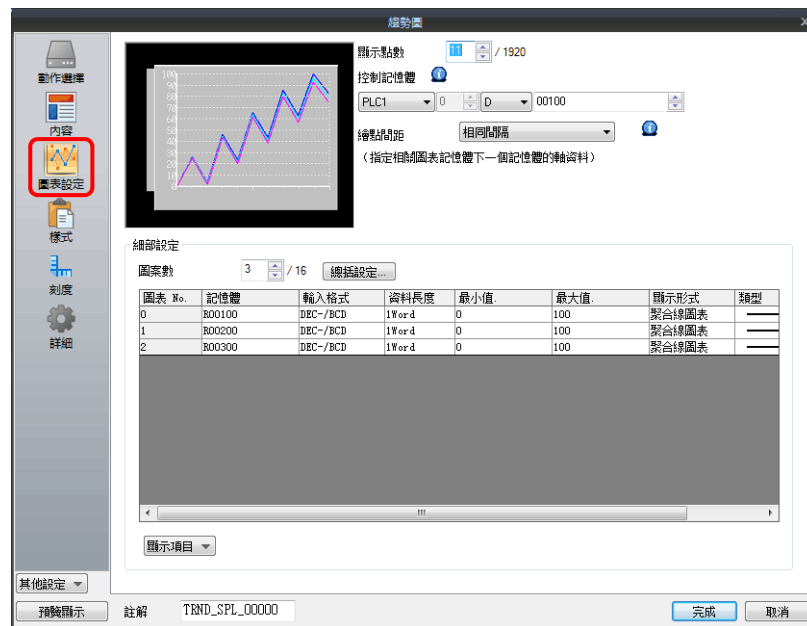 趨勢圖
動作選擇
內容
圖表設定
樣式
刻度
詳細
100
90
80
70
60
50
40
30
20
10
0
顯示點數 11 / 1920
控制記憶體
PLC1 0 D 00100
繪點間距 相同間隔
(指定相關圖表記憶體下一個記憶體的軸資料)
細部設定
圖案數 3 / 16 總括設定...
圖表 No. 記憶體 輸入格式 資料長度 最小值. 最大值. 顯示形式 類型
0 R00100 DEC-/BCD 1Word 0 100 聚合線圖表
1 R00200 DEC-/BCD 1Word 0 100 聚合線圖表
2 R00300 DEC-/BCD 1Word 0 100 聚合線圖表
顯示項目
其他設定
預覽顯示 註解 TRND_SPL_00000 完成 取消